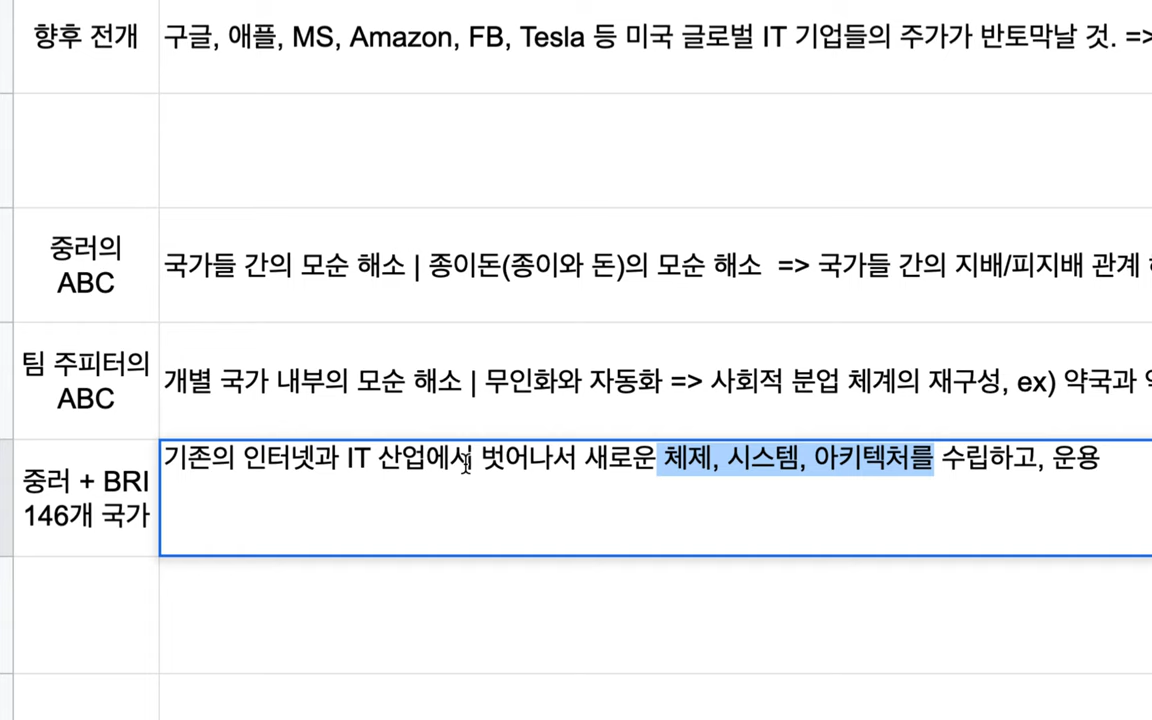 향후 전개
구글, 애플, MS, Amazon, FB, Tesla 등 미국 글로벌 IT 기업들의 주가가 반토막날 것. =>
중러의
ABC
국가들 간의 모순 해소 | 종이돈(종이와 돈)의 모순 해소 => 국가들 간의 지배/피지배 관계
팀 주피터의
ABC
개별 국가 내부의 모순 해소 | 무인화와 자동화 => 사회적 분업 체계의 재구성, ex) 약국과
중러 + BRI
146개 국가
기존의 인터넷과 IT 산업에서 벗어나서 새로운 체제, 시스템, 아키텍처를 수립하고, 운용